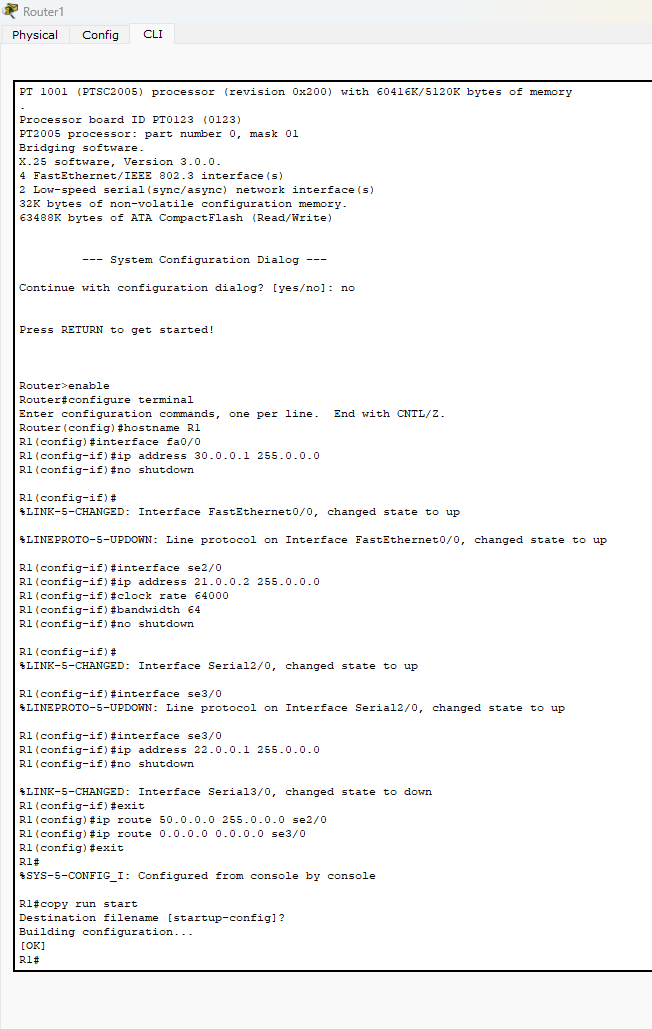 Router1
Physical Config CLI
PT 1001 (PTSC2005) processor (revision 0x200) with 60416K/5120K bytes of memory
.
Processor board ID PT0123 (0123)
PT2005 processor: part number 0, mask 01
Bridging software.
X.25 software, Version 3.0.0.
4 FastEthernet/IEEE 802.3 interface(s)
2 Low-speed serial(sync/async) network interface(s)
32K bytes of non-volatile configuration memory.
63488K bytes of ATA CompactFlash (Read/Write)
--- System Configuration Dialog ---
Continue with configuration dialog? [yes/no]: no
Press RETURN to get started!
Router>enable
Router#configure terminal
Enter configuration commands, one per line.  End with CNTL/Z.
Router(config)#hostname R1
R1(config)#interface fa0/0
R1(config-if)#ip address 30.0.0.1 255.0.0.0
R1(config-if)#no shutdown
R1(config-if)#
%LINK-5-CHANGED: Interface FastEthernet0/0, changed state to up
%LINEPROTO-5-UPDOWN: Line protocol on Interface FastEthernet0/0, changed state to up
R1(config-if)#interface se2/0
R1(config-if)#ip address 21.0.0.2 255.0.0.0
R1(config-if)#clock rate 64000
R1(config-if)#bandwidth 64
R1(config-if)#no shutdown
R1(config-if)#
%LINK-5-CHANGED: Interface Serial2/0, changed state to up
R1(config-if)#interface se3/0
%LINEPROTO-5-UPDOWN: Line protocol on Interface Serial2/0, changed state to up
R1(config-if)#interface se3/0
R1(config-if)#ip address 22.0.0.1 255.0.0.0
R1(config-if)#no shutdown
%LINK-5-CHANGED: Interface Serial3/0, changed state to down
R1(config-if)#exit
R1(config)#ip route 50.0.0.0 255.0.0.0 se2/0
R1(config)#ip route 0.0.0.0 0.0.0.0 se3/0
R1(config)#exit
R1#
%SYS-5-CONFIG_I: Configured from console by console
R1#copy run start
Destination filename [startup-config]?
Building configuration...
[OK]
R1#